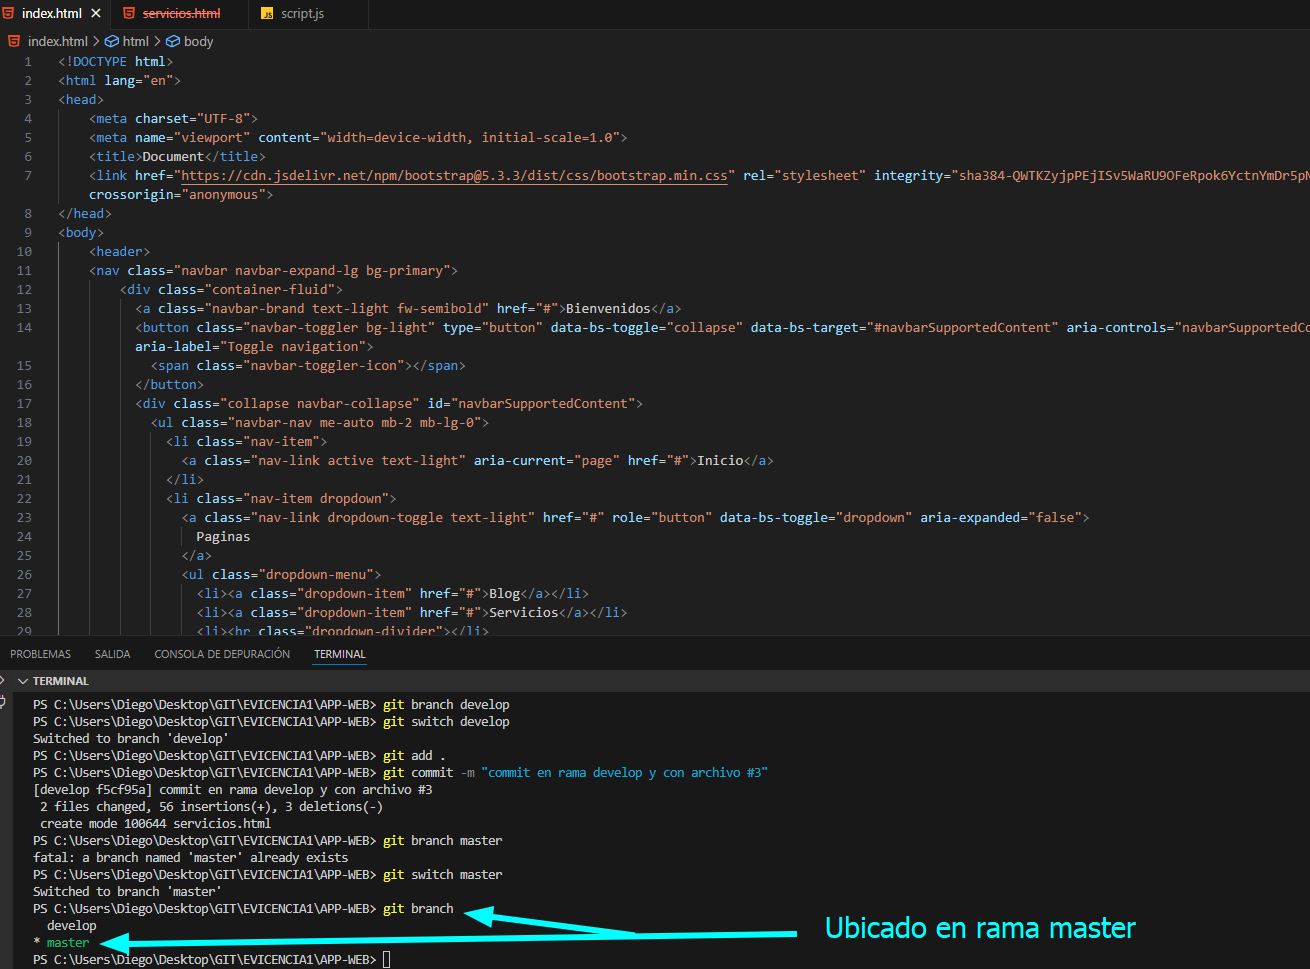 index.html
servicios.html
JS script.js
index.html > html > body
1 <!DOCTYPE html>
2 <html lang="en">
3 <head>
4 <meta charset="UTF-8">
5 <meta name="viewport" content="width=device-width, initial-scale=1.0">
6 <title>Document</title>
7 <link href="https://cdn.jsdelivr.net/npm/bootstrap@5.3.3/dist/css/bootstrap.min.css" rel="stylesheet" integrity="sha384-QWTKZyjpPEjISv5WaRU9OFeRpok6YctnYmDr5pN
crossorigin="anonymous">
8 </head>
9 <body>
10 <header>
11 <nav class="navbar navbar-expand-lg bg-primary">
12 <div class="container-fluid">
13 <a class="navbar-brand text-light fw-semibold" href="#">Bienvenidos</a>
14 <button class="navbar-toggler bg-light" type="button" data-bs-toggle="collapse" data-bs-target="#navbarSupportedContent" aria-controls="navbarSupportedCo
aria-label="Toggle navigation">
15 <span class="navbar-toggler-icon"></span>
16 </button>
17 <div class="collapse navbar-collapse" id="navbarSupportedContent">
18 <ul class="navbar-nav me-auto mb-2 mb-lg-0">
19 <li class="nav-item">
20 <a class="nav-link active text-light" aria-current="page" href="#">Inicio</a>
21 </li>
22 <li class="nav-item dropdown">
23 <a class="nav-link dropdown-toggle text-light" href="#" role="button" data-bs-toggle="dropdown" aria-expanded="false">
24 Paginas
25 </a>
26 <ul class="dropdown-menu">
27 <li><a class="dropdown-item" href="#">Blog</a></li>
28 <li><a class="dropdown-item" href="#">Servicios</a></li>
29 <li><hr class="dropdown-divider"></li>
PROBLEMAS SALIDA CONSOLA DE DEPURACIÓN TERMINAL
TERMINAL
PS C:\Users\Diego\Desktop\GIT\EVICENCIA1\APP-WEB> git branch develop
PS C:\Users\Diego\Desktop\GIT\EVICENCIA1\APP-WEB> git switch develop
Switched to branch 'develop'
PS C:\Users\Diego\Desktop\GIT\EVICENCIA1\APP-WEB> git add .
PS C:\Users\Diego\Desktop\GIT\EVICENCIA1\APP-WEB> git commit -m "commit en rama develop y con archivo #3"
[develop f5cf95a] commit en rama develop y con archivo #3
2 files changed, 56 insertions(+), 3 deletions(-)
create mode 100644 servicios.html
PS C:\Users\Diego\Desktop\GIT\EVICENCIA1\APP-WEB> git branch master
fatal: a branch named 'master' already exists
PS C:\Users\Diego\Desktop\GIT\EVICENCIA1\APP-WEB> git switch master
Switched to branch 'master'
PS C:\Users\Diego\Desktop\GIT\EVICENCIA1\APP-WEB> git branch
develop
* master
PS C:\Users\Diego\Desktop\GIT\EVICENCIA1\APP-WEB>
Ubicado en rama master